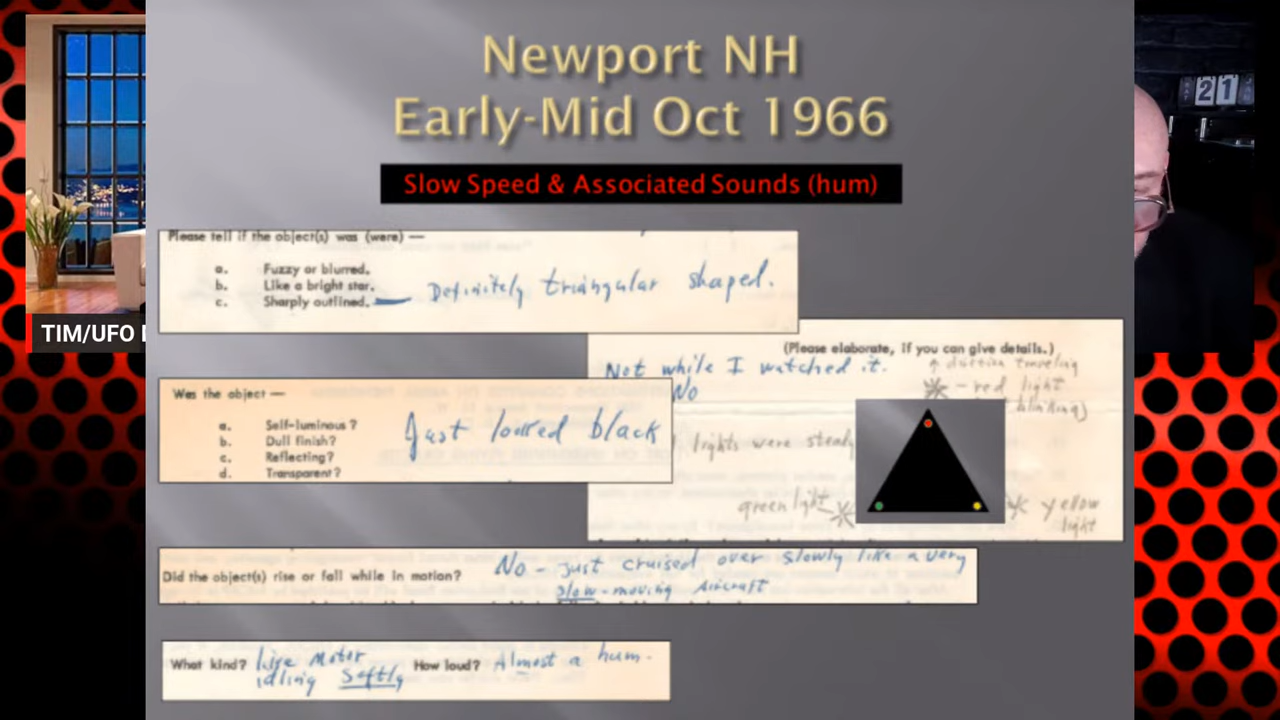 Newport NH
Early-Mid Oct 1966
Slow Speed & Associated Sounds (hum)
21
TIM/UFO
Please tell if the object(s) was (were) —
a. Fuzzy or blurred.
b. Like a bright star.
c. Sharply outlined. — Definitely triangular shaped.
(Please elaborate, if you can give details.)
Not while I watched it.
No
↑ direction traveling
- red light
blinking)
lights were steady
green light
yellow
light
Was the object —
a. Self-luminous?
b. Dull finish?
c. Reflecting?
d. Transparent?
Just looked black
Did the object(s) rise or fall while in motion? No - just cruised over slowly like a very
slow-moving Aircraft
What kind? Like motor
idling softly
How loud? Almost a hum.